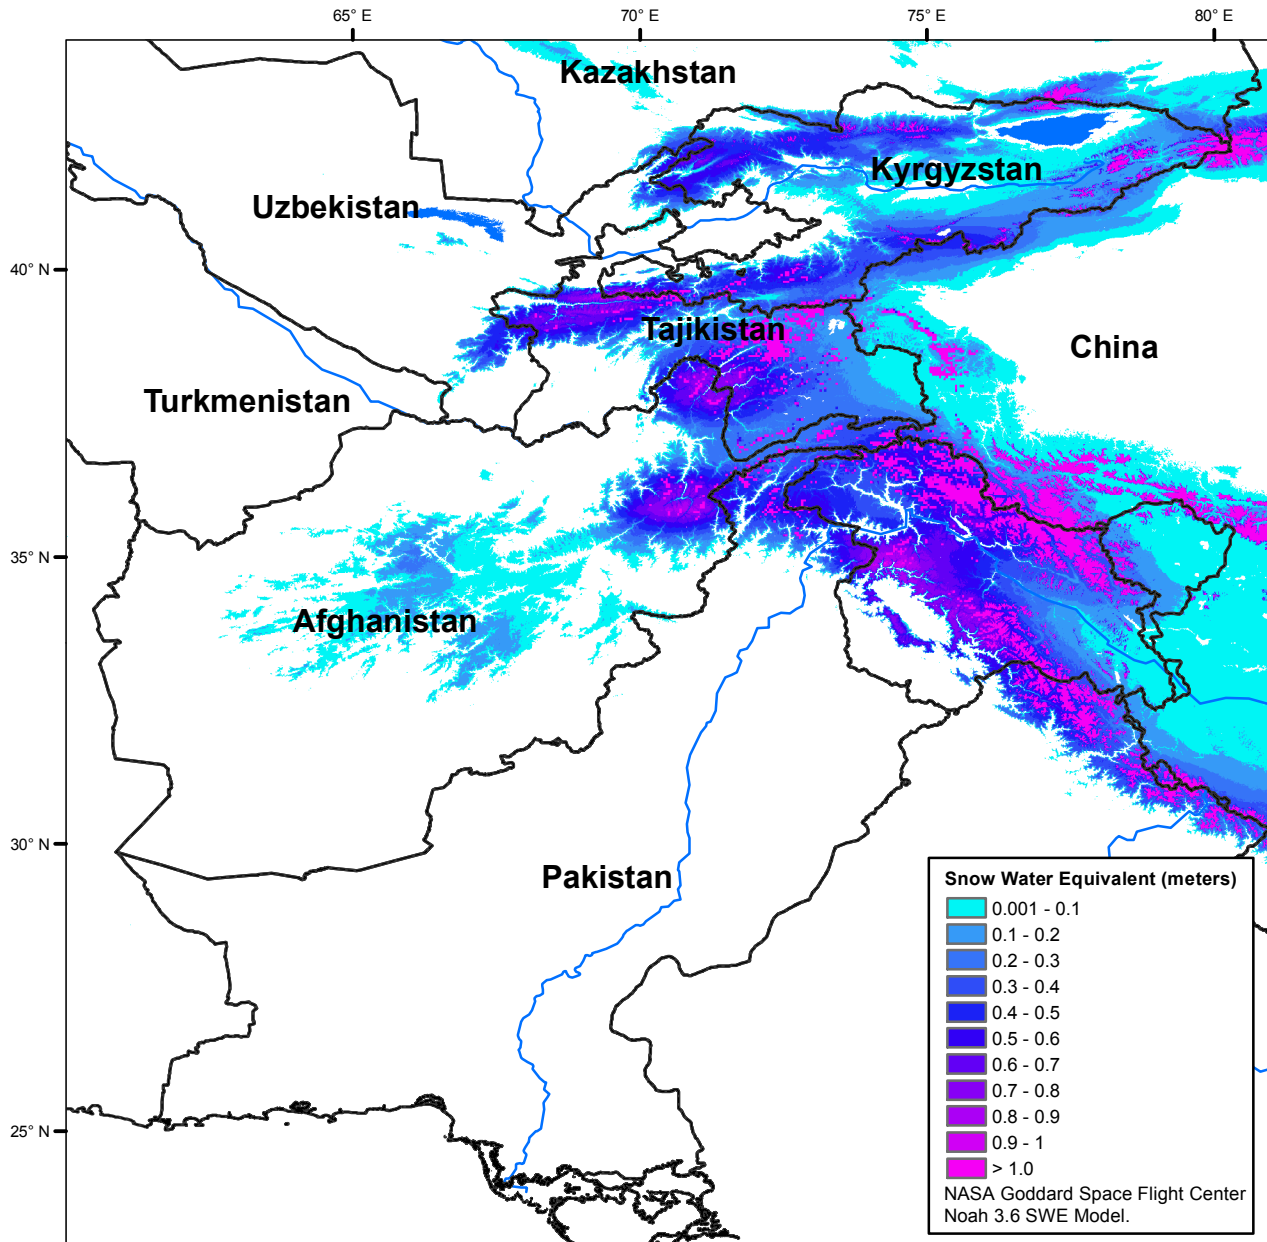 65° E
70° E
75° E
80° E
Kazakhstan
Kyrgyzstan
Uzbekistan
40° N
Tajikistan
China
Turkmenistan
35° N
Afghanistan
30° N
Pakistan
25° N
Snow Water Equivalent (meters)
0.001 - 0.1
0.1 - 0.2
0.2 - 0.3
0.3 - 0.4
0.4 - 0.5
0.5 - 0.6
0.6 - 0.7
0.7 - 0.8
0.8 - 0.9
0.9 - 1
> 1.0
NASA Goddard Space Flight Center
Noah 3.6 SWE Model.